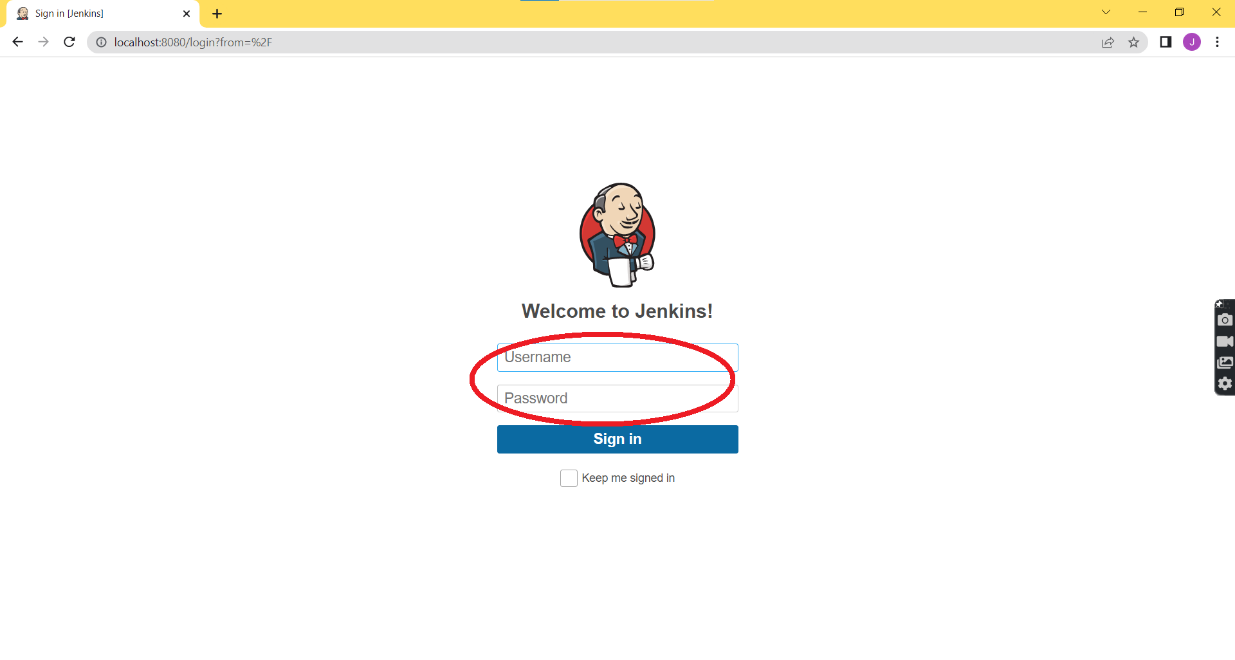 Sign in [Jenkins]
localhost:8080/login?from=%2F
J
Welcome to Jenkins!
Username
Password
Sign in
Keep me signed in